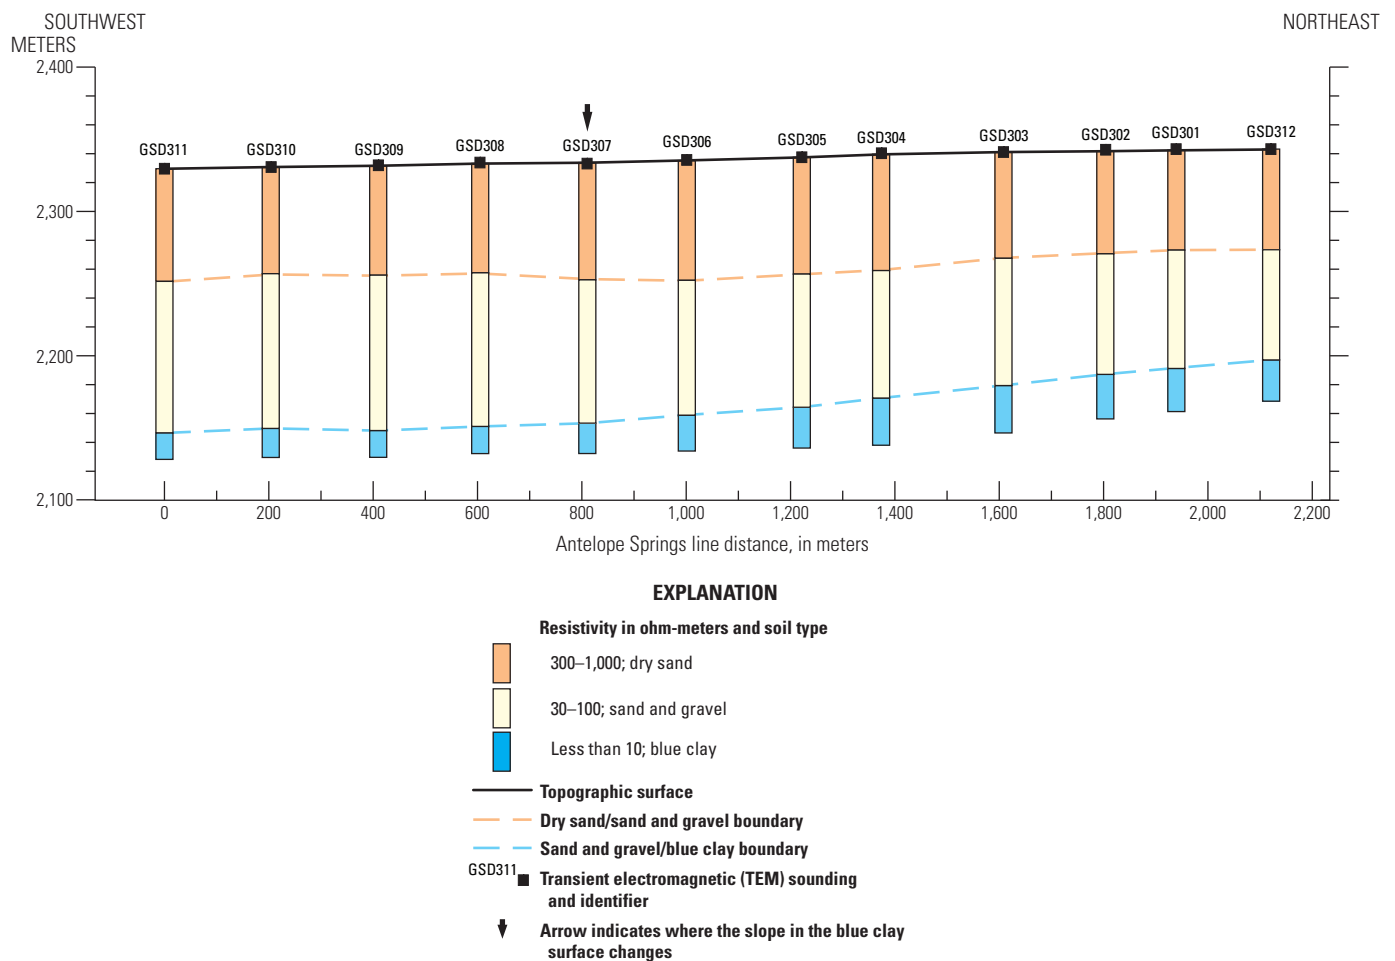 SOUTHWEST
NORTHEAST
METERS
2,400
2,300
2,200
2,100
GSD311
GSD310
GSD309
GSD308
GSD307
GSD306
GSD305
GSD304
GSD303
GSD302
GSD301
GSD312
0
200
400
600
800
1,000
1,200
1,400
1,600
1,800
2,000
2,200
Antelope Springs line distance, in meters
EXPLANATION
Resistivity in ohm-meters and soil type
300–1,000; dry sand
30–100; sand and gravel
Less than 10; blue clay
Topographic surface
Dry sand/sand and gravel boundary
Sand and gravel/blue clay boundary
GSD311
Transient electromagnetic (TEM) sounding
and identifier
Arrow indicates where the slope in the blue clay
surface changes